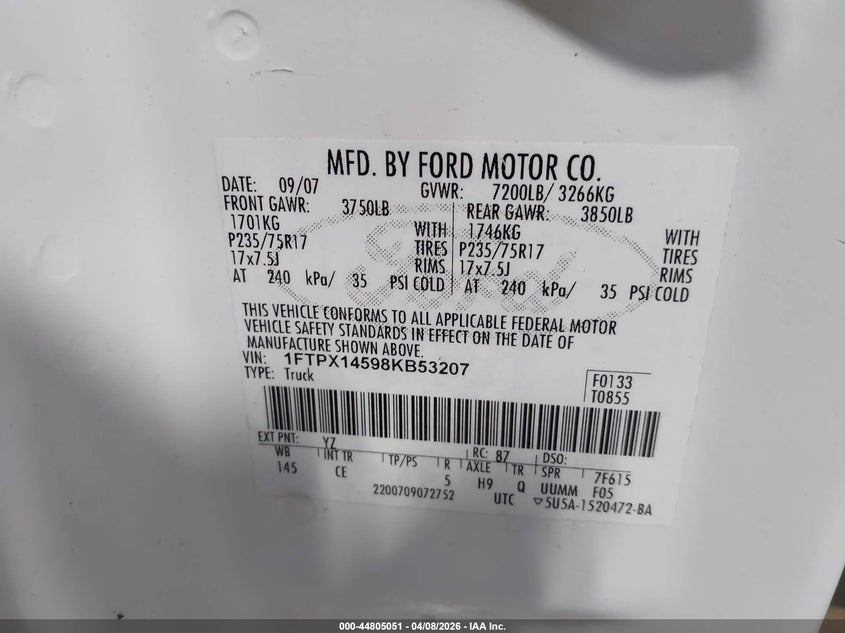 MFD. BY FORD MOTOR CO.
DATE: 09/07 GVWR: 7200LB/ 3266KG
FRONT GAWR: 3750LB REAR GAWR: 3850LB
1701KG WITH 1746KG WITH
P235/75R17 TIRES P235/75R17 TIRES
17x7.5J RIMS 17x7.5J RIMS
AT 240 kPa/ 35 PSI COLD AT 240 kPa/ 35 PSI COLD
Ford
THIS VEHICLE CONFORMS TO ALL APPLICABLE FEDERAL MOTOR
VEHICLE SAFETY STANDARDS IN EFFECT ON THE DATE OF
MANUFACTURE SHOWN ABOVE.
VIN: 1FTPX14598KB53207
TYPE: Truck
F0133
T0855
EXT PNT: YZ RC: 87 DSO:
WB INT TR TP/PS R AXLE TR SPR 7F615
145 CE 5 H9 Q UUMM F05
2200709072752 UTC ▽5U5A-1520472-BA
000-44805051 - 04/08/2026 - IAA Inc.